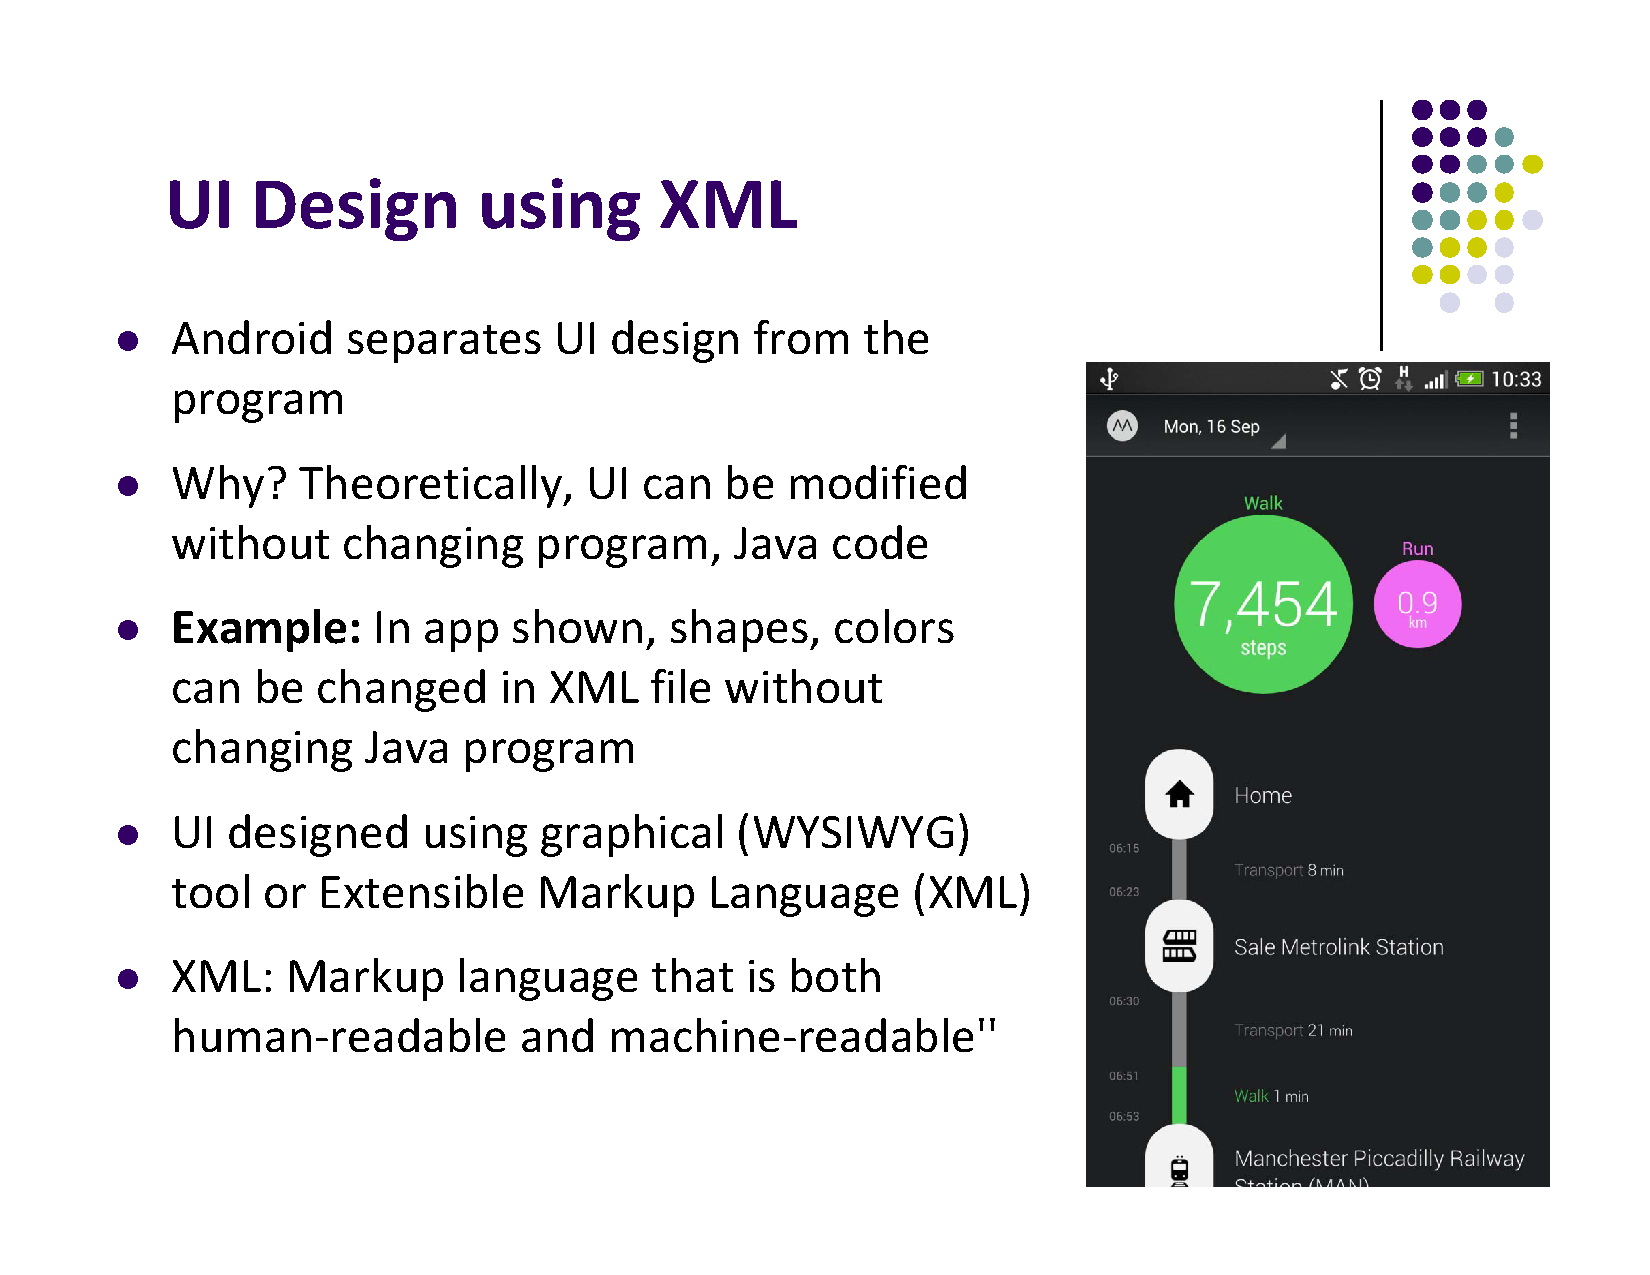 UI Design using XML
Android separates UI design from the
program
Why? Theoretically, UI can be modified
without changing program, Java code
Example: In app shown, shapes, colors
can be changed in XML file without
changing Java program
UI designed using graphical (WYSIWYG)
tool or Extensible Markup Language (XML)
XML: Markup language that is both
human-readable and machine-readable"
H
10:33
Mon, 16 Sep
Walk
7,454
steps
Run
0.9
km
Home
06:15
Transport 8 min
06:23
Sale Metrolink Station
06:30
Transport 21 min
06:51
Walk 1 min
06:53
Manchester Piccadilly Railway
Station (MAN)